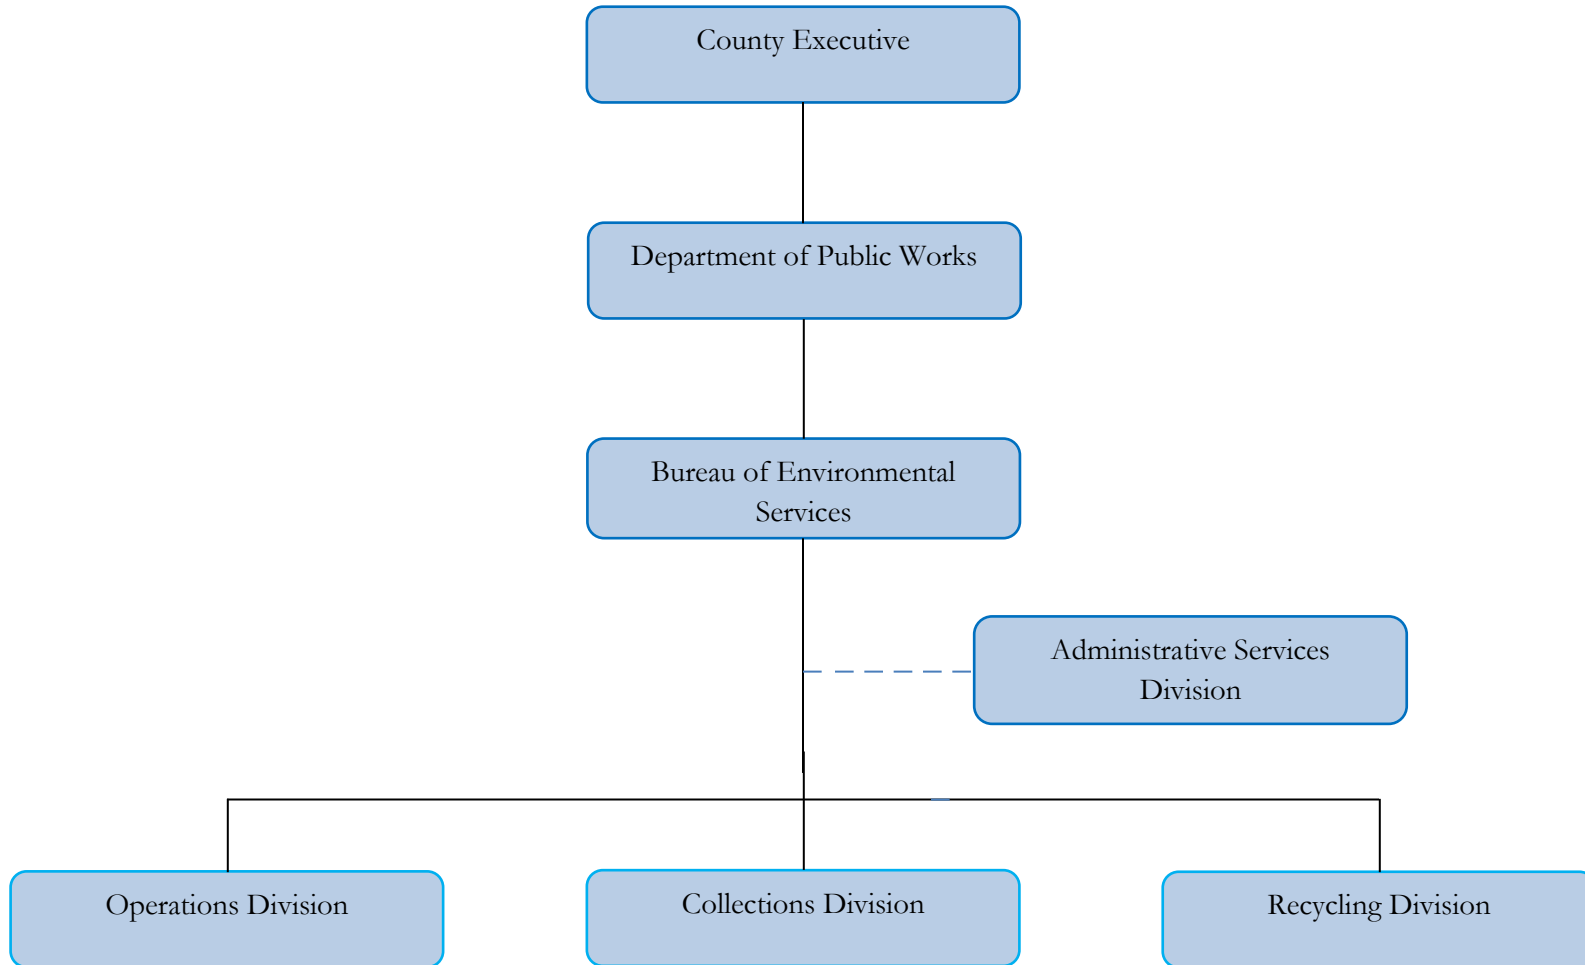 County Executive
Department of Public Works
Bureau of Environmental
Services
Administrative Services
Division
Operations Division
Collections Division
Recycling Division